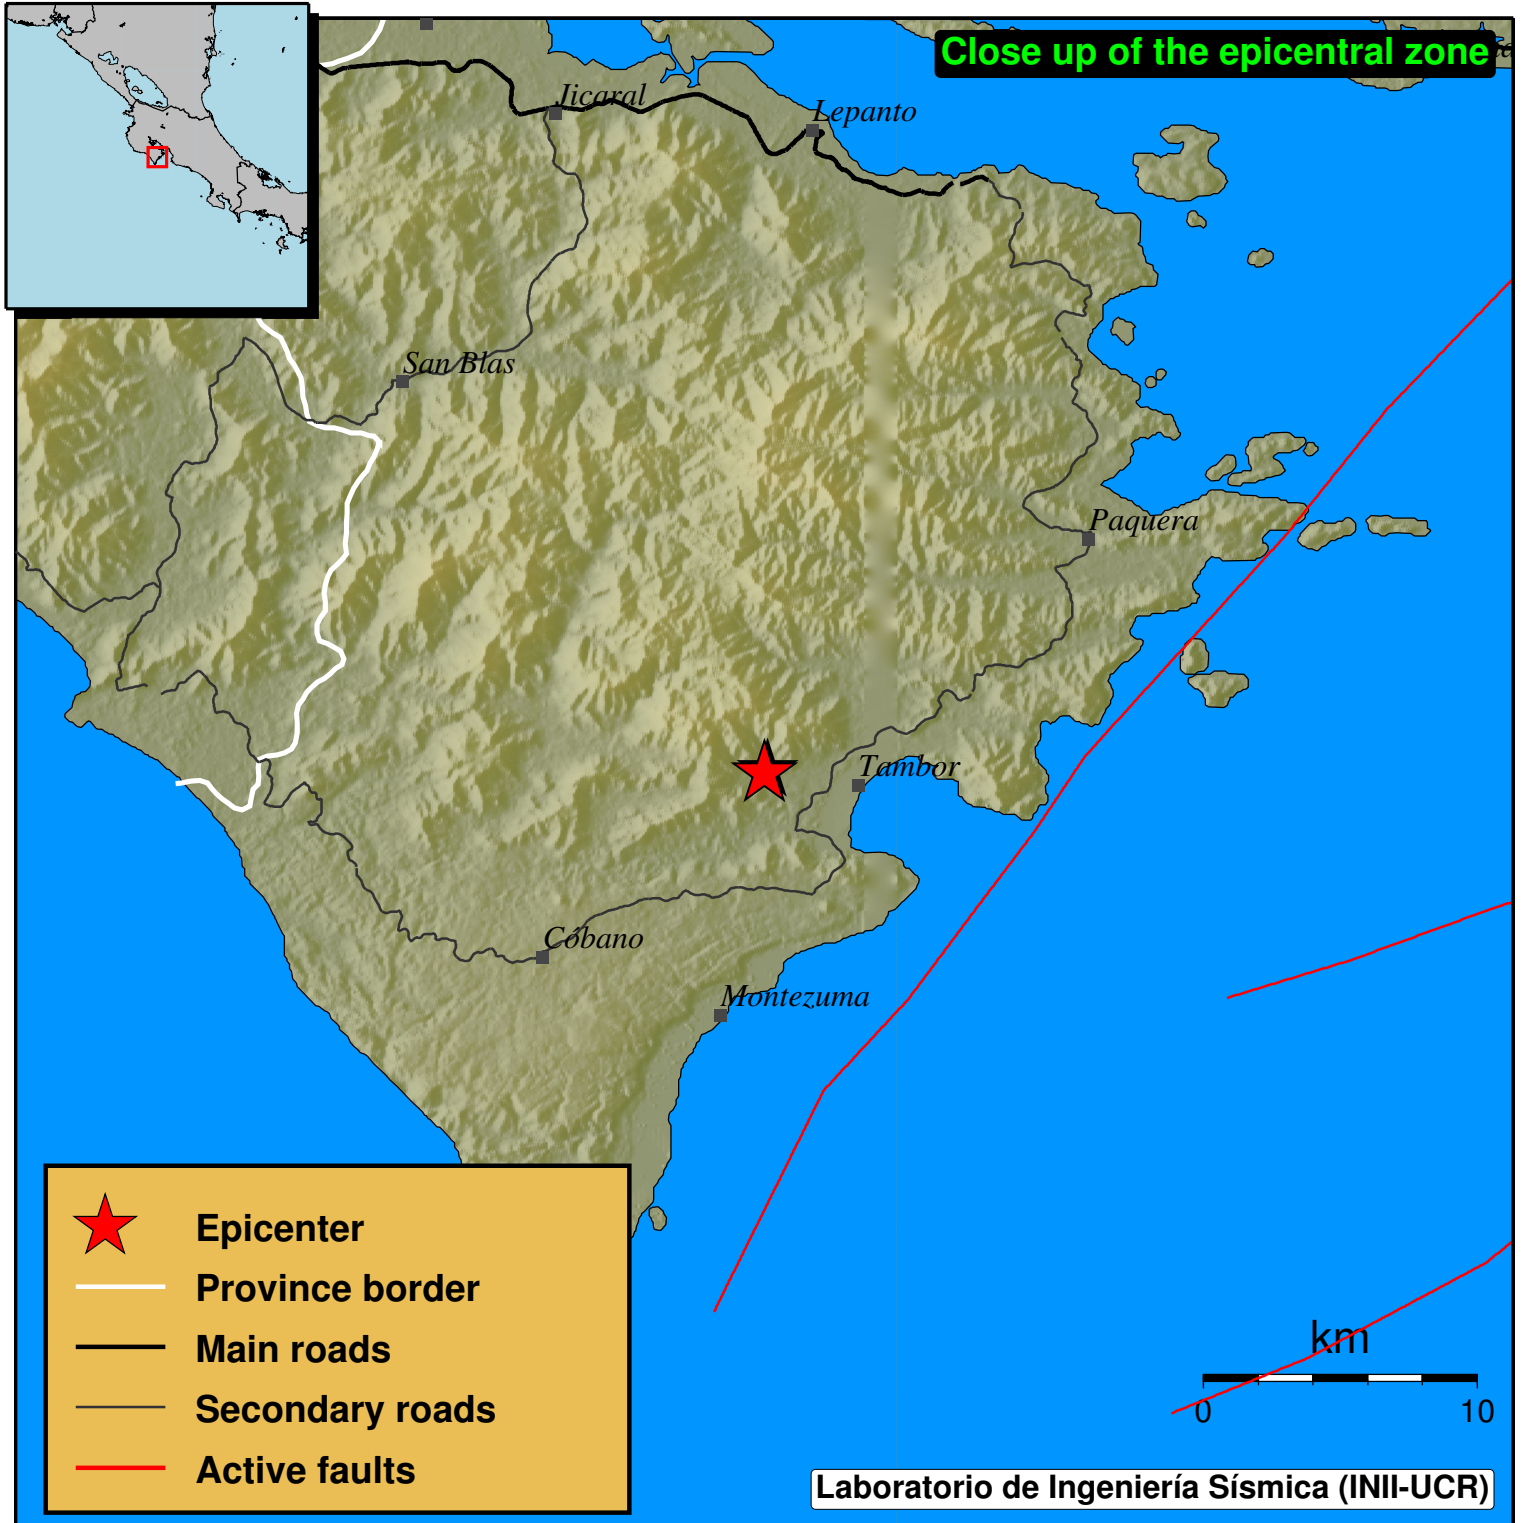 Close up of the epicentral zone
Jicaral
Lepanto
San Blas
Paquera
Tambor
Cóbano
Montezuma
Epicenter
Province border
Main roads
Secondary roads
Active faults
km
0 10
Laboratorio de Ingeniería Sísmica (INII-UCR)